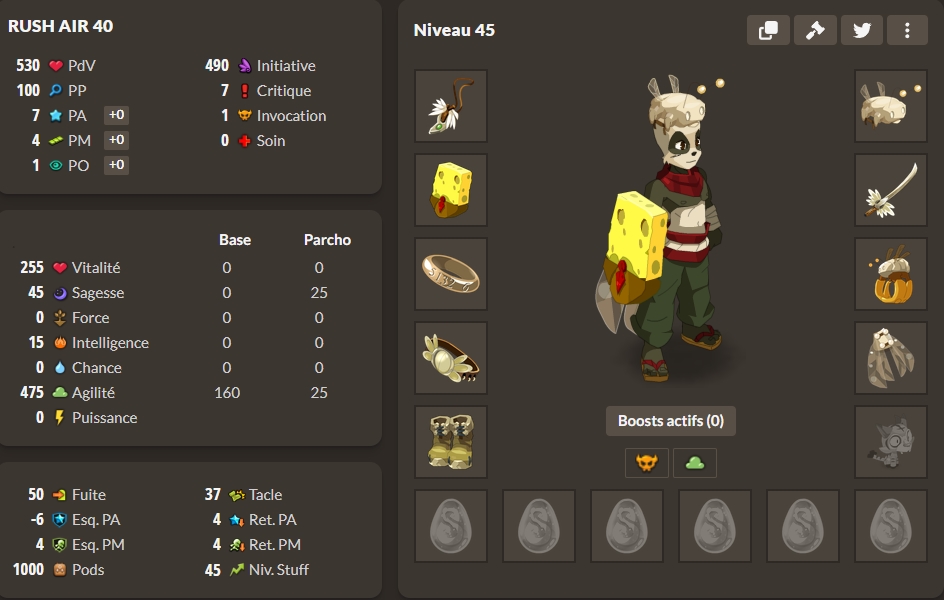 RUSH AIR 40
530 PdV
490 Initiative
100 PP
7 Critique
7 PA +0
1 Invocation
4 PM +0
0 Soin
1 PO +0
Base Parcho
255 Vitalité 0 0
45 Sagesse 0 25
0 Force 0 0
15 Intelligence 0 0
0 Chance 0 0
475 Agilité 160 25
0 Puissance
50 Fuite
37 Tacle
-6 Esq. PA
4 Ret. PA
4 Esq. PM
4 Ret. PM
1000 Pods
45 Niv. Stuff
Niveau 45
Boosts actifs (0)